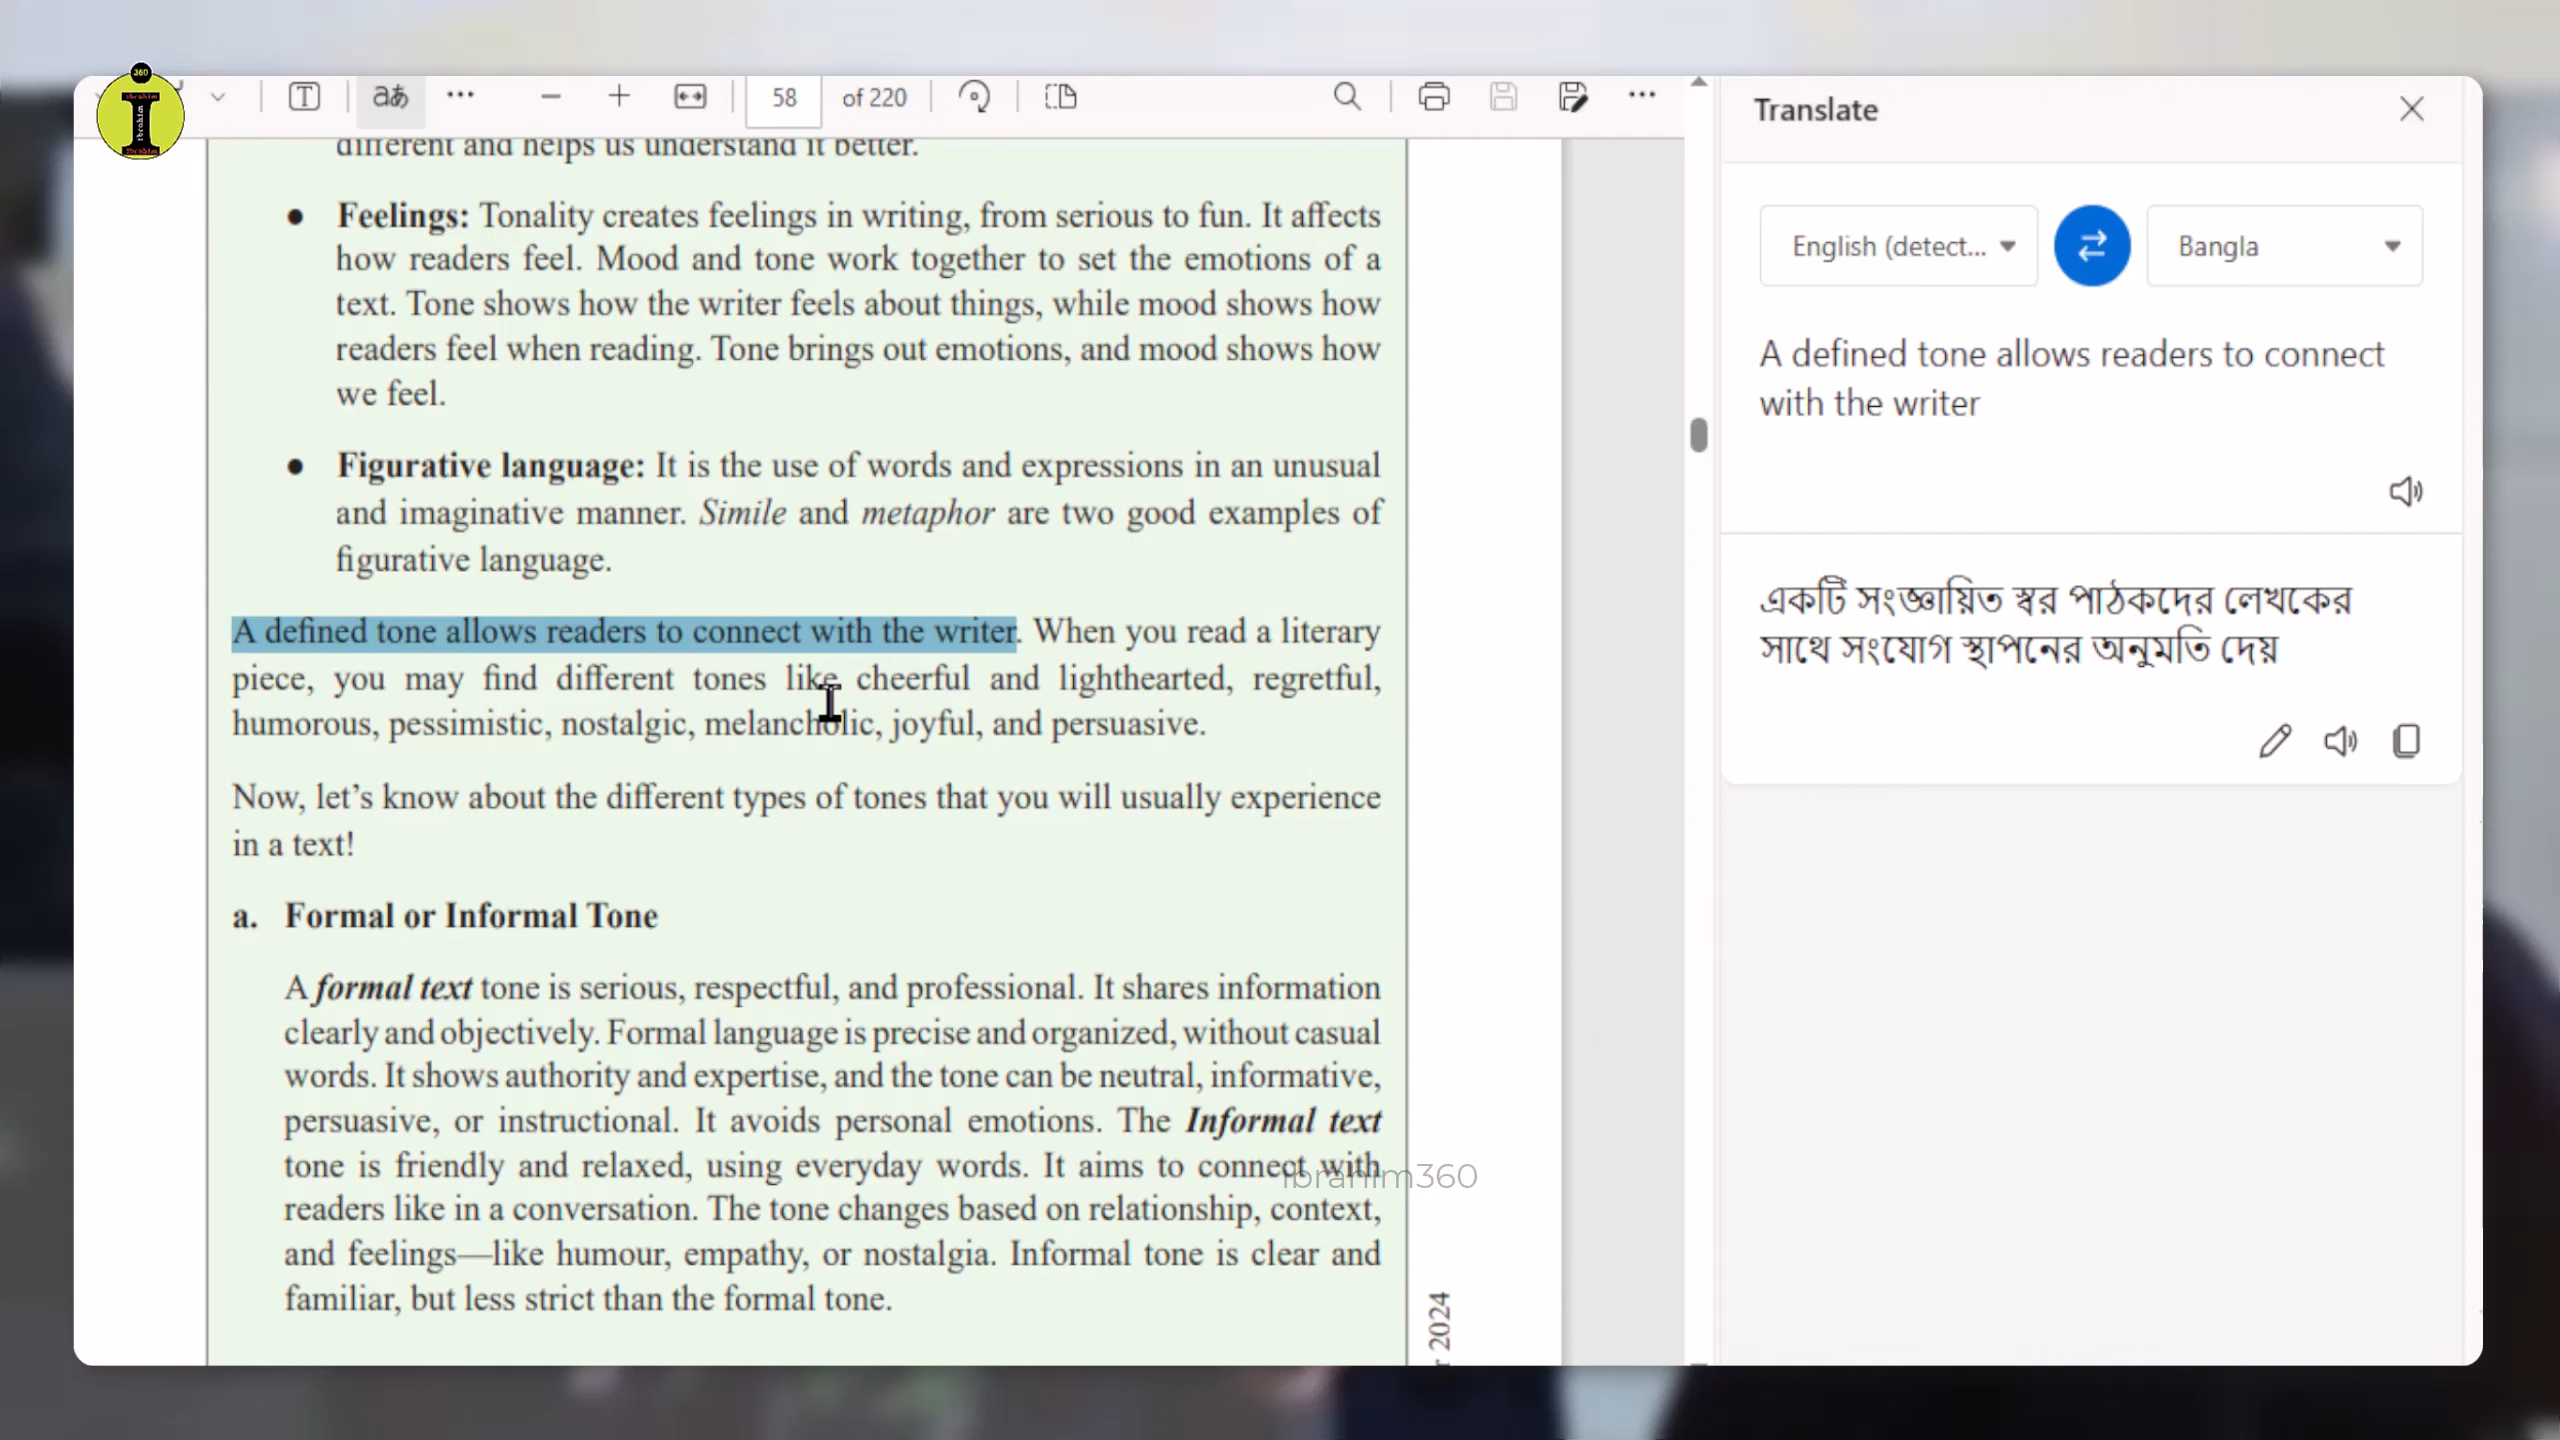 360
Ibrahim
Ibrahim
Ibrahim
aあ
58 of 220
different and helps us understand it better.
● Feelings: Tonality creates feelings in writing, from serious to fun. It affects
how readers feel. Mood and tone work together to set the emotions of a
text. Tone shows how the writer feels about things, while mood shows how
readers feel when reading. Tone brings out emotions, and mood shows how
we feel.
● Figurative language: It is the use of words and expressions in an unusual
and imaginative manner. Simile and metaphor are two good examples of
figurative language.
A defined tone allows readers to connect with the writer. When you read a literary
piece, you may find different tones like cheerful and lighthearted, regretful,
humorous, pessimistic, nostalgic, melancholic, joyful, and persuasive.
Now, let’s know about the different types of tones that you will usually experience
in a text!
a. Formal or Informal Tone
A formal text tone is serious, respectful, and professional. It shares information
clearly and objectively. Formal language is precise and organized, without casual
words. It shows authority and expertise, and the tone can be neutral, informative,
persuasive, or instructional. It avoids personal emotions. The Informal text
tone is friendly and relaxed, using everyday words. It aims to connect with
readers like in a conversation. The tone changes based on relationship, context,
and feelings—like humour, empathy, or nostalgia. Informal tone is clear and
familiar, but less strict than the formal tone.
ibrahim360
2024
Translate
English (detect...
Bangla
A defined tone allows readers to connect
with the writer
একটি সংজ্ঞায়িত স্বর পাঠকদের লেখকের
সাথে সংযোগ স্থাপনের অনুমতি দেয়